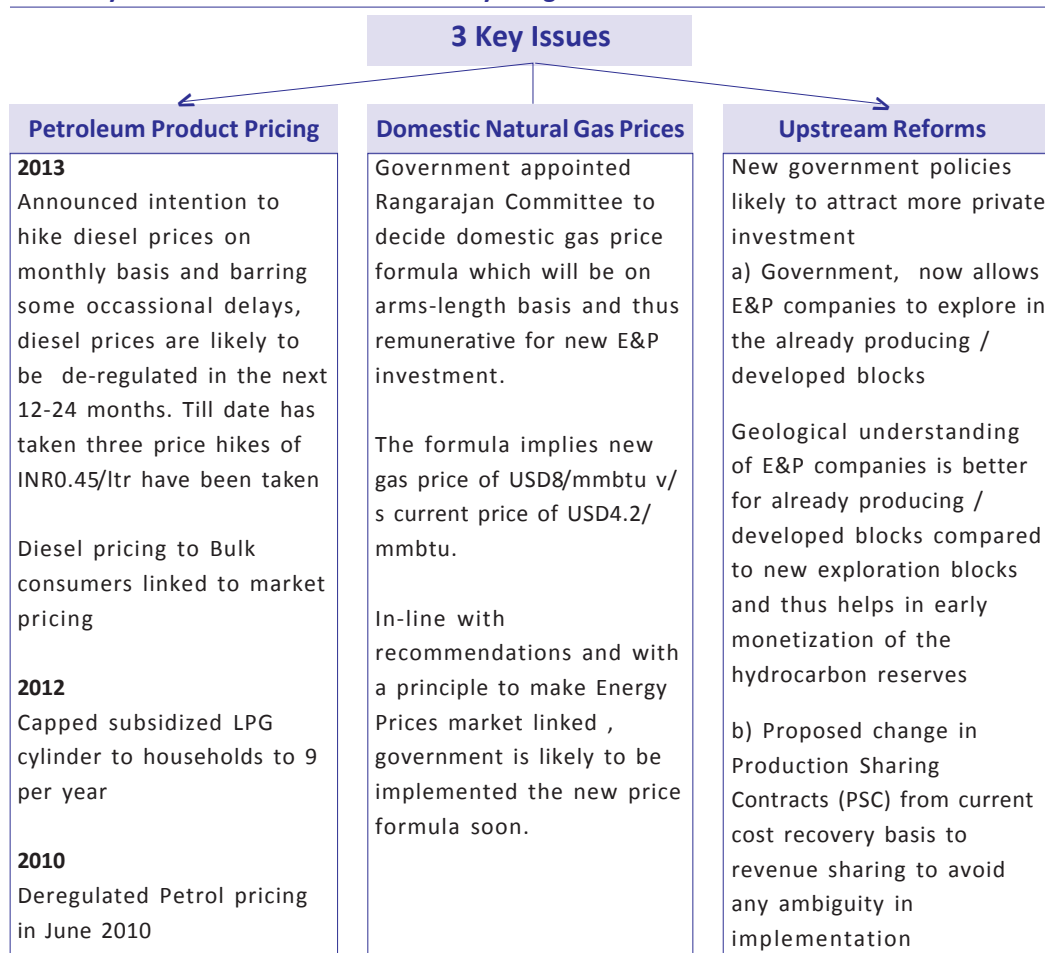 3 Key Issues
Petroleum Product Pricing
2013
Announced intention to
hike diesel prices on
monthly basis and barring
some occassional delays,
diesel prices are likely to
be de-regulated in the next
12-24 months. Till date has
taken three price hikes of
INR0.45/ltr have been taken
Diesel pricing to Bulk
consumers linked to market
pricing
2012
Capped subsidized LPG
cylinder to households to 9
per year
2010
Deregulated Petrol pricing
in June 2010
Domestic Natural Gas Prices
Government appointed
Rangarajan Committee to
decide domestic gas price
formula which will be on
arms-length basis and thus
remunerative for new E&P
investment.
The formula implies new
gas price of USD8/mmbtu v/
s current price of USD4.2/
mmbtu.
In-line with
recommendations and with
a principle to make Energy
Prices market linked ,
government is likely to be
implemented the new price
formula soon.
Upstream Reforms
New government policies
likely to attract more private
investment
a) Government, now allows
E&P companies to explore in
the already producing /
developed blocks
Geological understanding
of E&P companies is better
for already producing /
developed blocks compared
to new exploration blocks
and thus helps in early
monetization of the
hydrocarbon reserves
b) Proposed change in
Production Sharing
Contracts (PSC) from current
cost recovery basis to
revenue sharing to avoid
any ambiguity in
implementation